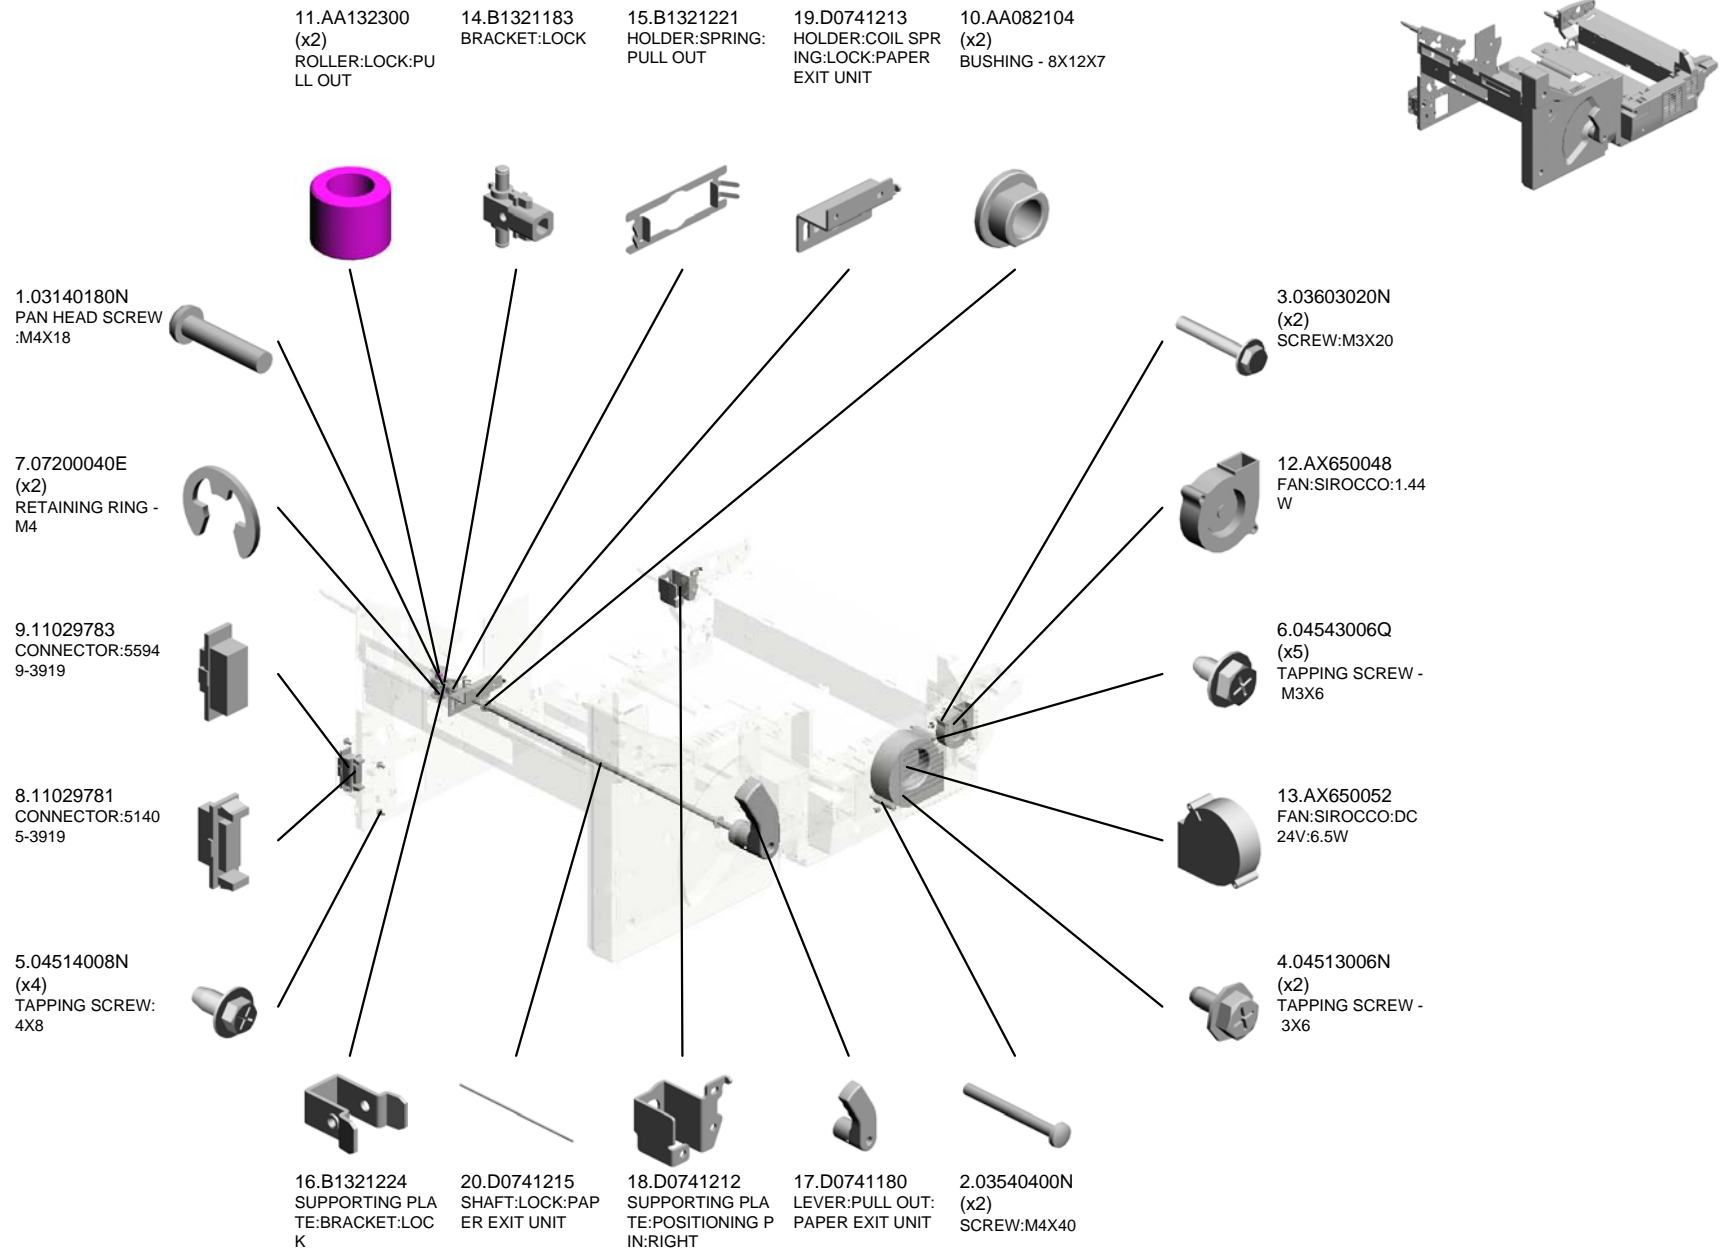 11.AA132300
(x2)
ROLLER:LOCK:PU
LL OUT
14.B1321183
BRACKET:LOCK
15.B1321221
HOLDER:SPRING:
PULL OUT
19.D0741213
HOLDER:COIL SPR
ING:LOCK:PAPER
EXIT UNIT
10.AA082104
(x2)
BUSHING - 8X12X7
1.03140180N
PAN HEAD SCREW
:M4X18
3.03603020N
(x2)
SCREW:M3X20
7.07200040E
(x2)
RETAINING RING -
M4
12.AX650048
FAN:SIROCCO:1.44
W
9.11029783
CONNECTOR:5594
9-3919
6.04543006Q
(x5)
TAPPING SCREW -
M3X6
8.11029781
CONNECTOR:5140
5-3919
13.AX650052
FAN:SIROCCO:DC
24V:6.5W
5.04514008N
(x4)
TAPPING SCREW:
4X8
4.04513006N
(x2)
TAPPING SCREW -
3X6
16.B1321224
SUPPORTING PLA
TE:BRACKET:LOC
K
20.D0741215
SHAFT:LOCK:PAP
ER EXIT UNIT
18.D0741212
SUPPORTING PLA
TE:POSITIONING P
IN:RIGHT
17.D0741180
LEVER:PULL OUT:
PAPER EXIT UNIT
2.03540400N
(x2)
SCREW:M4X40